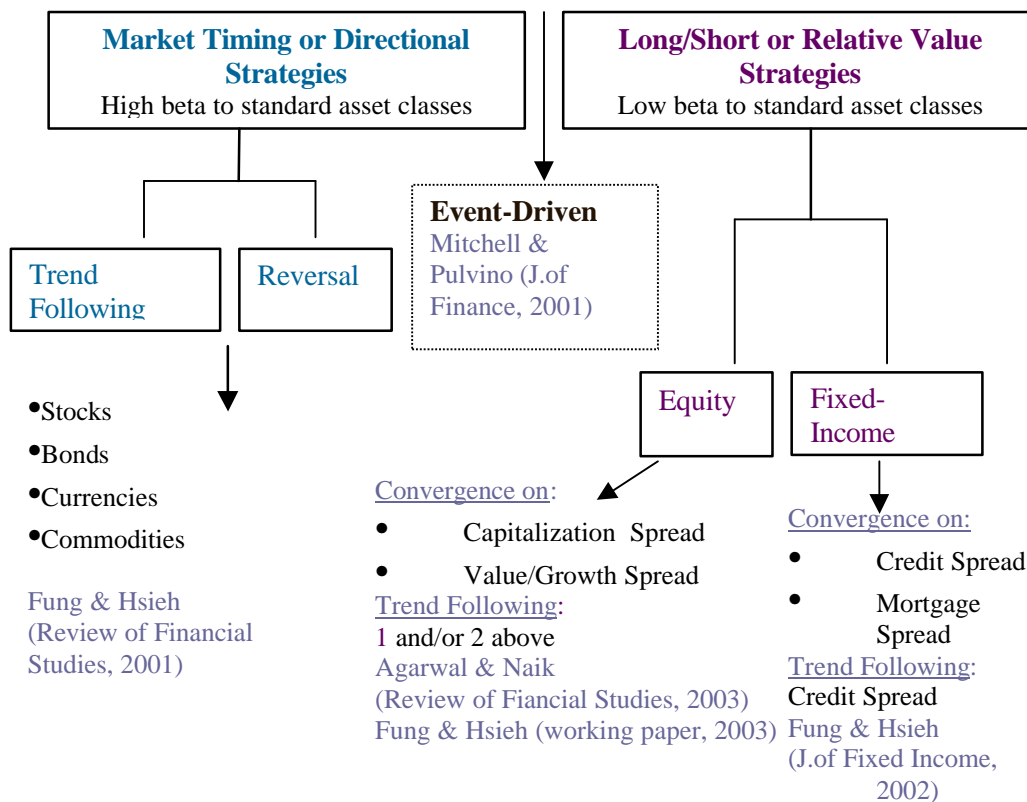 Market Timing or Directional
Strategies
High beta to standard asset classes
Long/Short or Relative Value
Strategies
Low beta to standard asset classes
Event-Driven
Mitchell &
Pulvino (J.of
Finance, 2001)
Trend
Following
Reversal
Equity
Fixed-
Income
•Stocks
•Bonds
•Currencies
•Commodities
Fung & Hsieh
(Review of Financial
Studies, 2001)
Convergence on:
• Capitalization Spread
• Value/Growth Spread
Trend Following:
1 and/or 2 above
Agarwal & Naik
(Review of Fiancial Studies, 2003)
Fung & Hsieh (working paper, 2003)
Convergence on:
• Credit Spread
• Mortgage
Spread
Trend Following:
Credit Spread
Fung & Hsieh
(J.of Fixed Income,
2002)